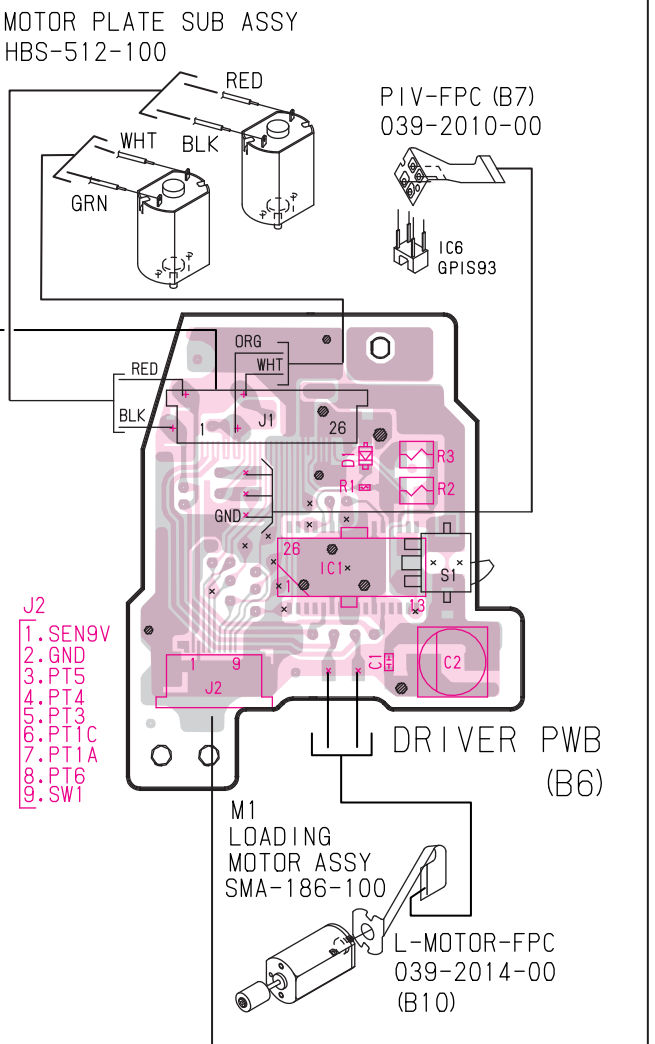 MOTOR PLATE SUB ASSY
HBS-512-100
RED
WHT
BLK
GRN
PIV-FPC (B7)
039-2010-00
IC6
GPIS93
ORG
WHT
RED
BLK
J1
1
26
D1
R3
R1
R2
GND
26
IC1
1
13
S1
J2
1.SEN9V
2.GND
3.PT5
4.PT4
5.PT3
6.PT1C
7.PT1A
8.PT6
9.SW1
1
9
J2
C1
C2
DRIVER PWB
(B6)
M1
LOADING
MOTOR ASSY
SMA-186-100
L-MOTOR-FPC
039-2014-00
(B10)